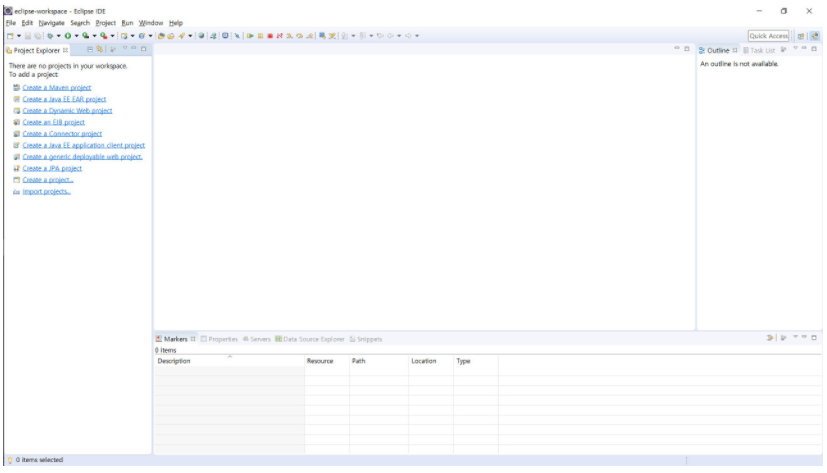 eclipse-workspace - Eclipse IDE
File Edit Navigate Search Project Run Window Help
Quick Access
Project Explorer
There are no projects in your workspace.
To add a project:
Create a Maven project
Create a Java EE EAR project
Create a Dynamic Web project
Create an EJB project
Create a Connector project
Create a Java EE application client project
Create a generic deployable web project.
Create a JPA project
Create a project...
Import projects...
Outline Task List
An outline is not available.
Markers Properties Servers Data Source Explorer Snippets
0 items
Description Resource Path Location Type
0 items selected